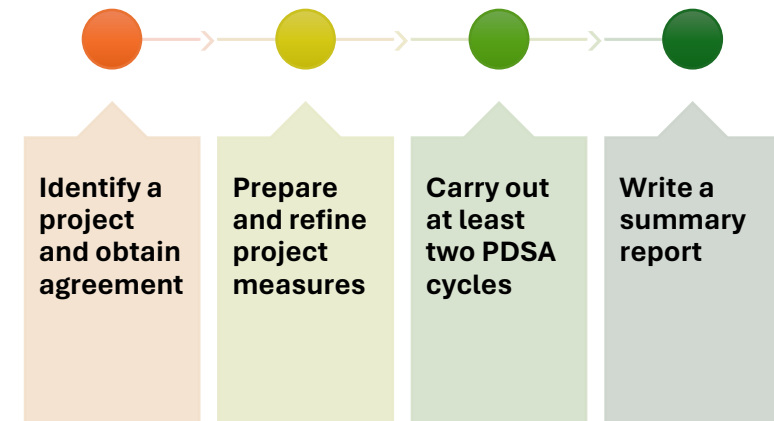 Identify a
project
and obtain
agreement
Prepare
and refine
project
measures
Carry out
at least
two PDSA
cycles
Write a
summary
report